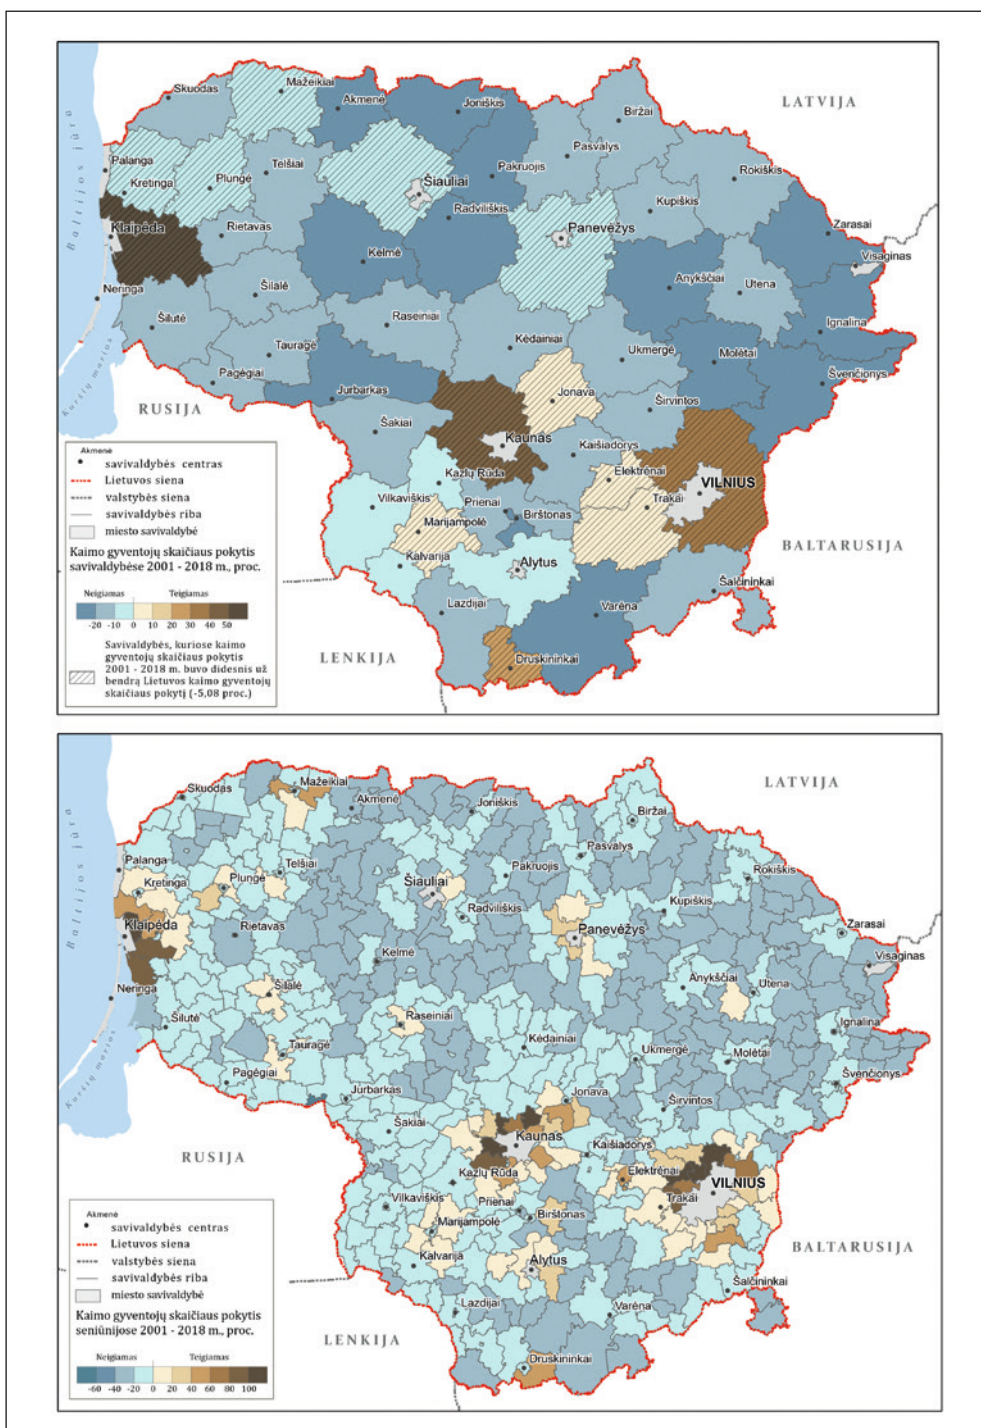 LATVIJA
Baltijos jūra
Kuršių marios
Skuodas
Mažeikiai
Akmenė
Joniškis
Biržai
Pasvalys
Palanga
Kretinga
Plungė
Telšiai
Šiauliai
Pakruojis
Rokiškis
Kupiškis
Radviliškis
Klaipėda
Rietavas
Kelmė
Panevėžys
Zarasai
Visaginas
Anykščiai
Utena
Neringa
Šilalė
Šilutė
Raseiniai
Ignalina
Tauragė
Kėdainiai
Ukmergė
Molėtai
Pagėgiai
Jurbarkas
Jonava
Švenčionys
RUSIJA
Šakiai
Širvintos
Kaunas
Kaišiadorys
Kazlų Rūda
Elektrėnai
VILNIUS
Vilkaviškis
Prienai
Birštonas
Trakai
Marijampolė
Kalvarija
Alytus
BALTARUSIJA
Šalčininkai
Lazdijai
Varėna
LENKIJA
Druskininkai
Akmenė
savivaldybės centras
Lietuvos siena
valstybės siena
savivaldybės riba
miesto savivaldybė
Kaimo gyventojų skaičiaus pokytis
savivaldybėse 2001 - 2018 m., proc.
Neigiamas Teigiamas
-20 -10 0 10 20 30 40 50
Savivaldybės, kuriose kaimo
gyventojų skaičiaus pokytis
2001 - 2018 m. buvo didesnis už
bendrą Lietuvos kaimo gyventojų
skaičiaus pokytį (-5,08 proc.)
LATVIJA
Baltijos jūra
Kuršių marios
Skuodas
Mažeikiai
Akmenė
Joniškis
Biržai
Pasvalys
Palanga
Kretinga
Plungė
Telšiai
Šiauliai
Pakruojis
Rokiškis
Radviliškis
Kupiškis
Klaipėda
Rietavas
Kelmė
Panevėžys
Zarasai
Visaginas
Anykščiai
Utena
Neringa
Šilalė
Šilutė
Raseiniai
Ignalina
Tauragė
Kėdainiai
Ukmergė
Molėtai
Pagėgiai
Jurbarkas
Jonava
Švenčionys
Širvintos
Šakiai
Kaunas
Kaišiadorys
RUSIJA
Kazlų Rūda
Elektrėnai
VILNIUS
Vilkaviškis
Prienai
Birštonas
Trakai
Marijampolė
Kalvarija
Alytus
BALTARUSIJA
Šalčininkai
Lazdijai
Varėna
LENKIJA
Druskininkai
Akmenė
savivaldybės centras
Lietuvos siena
valstybės siena
savivaldybės riba
miesto savivaldybė
Kaimo gyventojų skaičiaus pokytis
seniūnijose 2001 - 2018 m., proc.
Neigiamas Teigiamas
-60 -40 -20 0 20 40 60 80 100